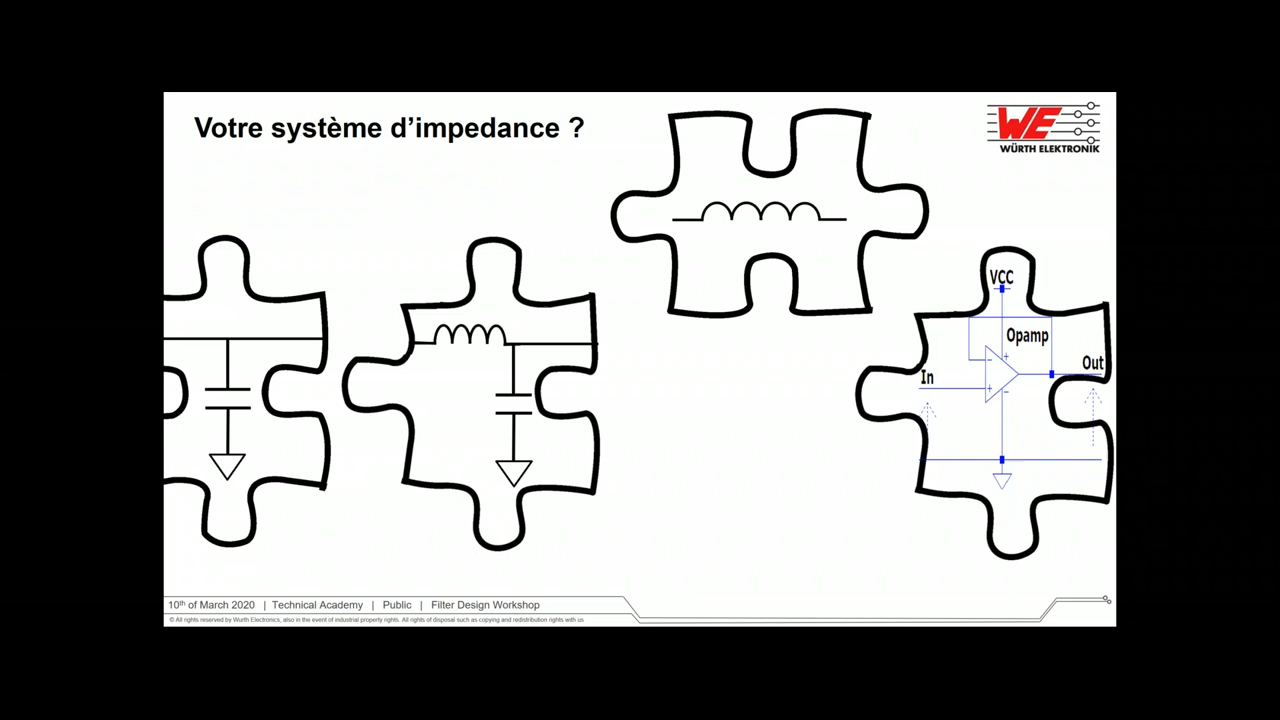 Votre système d’impedance ?
WE
WÜRTH ELEKTRONIK
VCC
Opamp
Out
In
10th of March 2020 | Technical Academy | Public | Filter Design Workshop
© All rights reserved by Wurth Electronics, also in the event of industrial property rights. All rights of disposal such as copying and redistribution rights with us